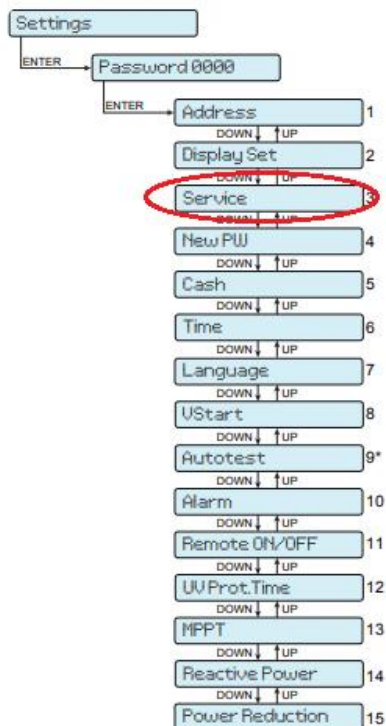 Settings
ENTER
Password 0000
ENTER
Address 1
DOWN UP
Display Set 2
DOWN UP
Service 3
DOWN UP
New PW 4
DOWN UP
Cash 5
DOWN UP
Time 6
DOWN UP
Language 7
DOWN UP
VStart 8
DOWN UP
Autotest 9*
DOWN UP
Alarm 10
DOWN UP
Remote ON/OFF 11
DOWN UP
UV Prot.Time 12
DOWN UP
MPPT 13
DOWN UP
Reactive Power 14
DOWN UP
Power Reduction 15